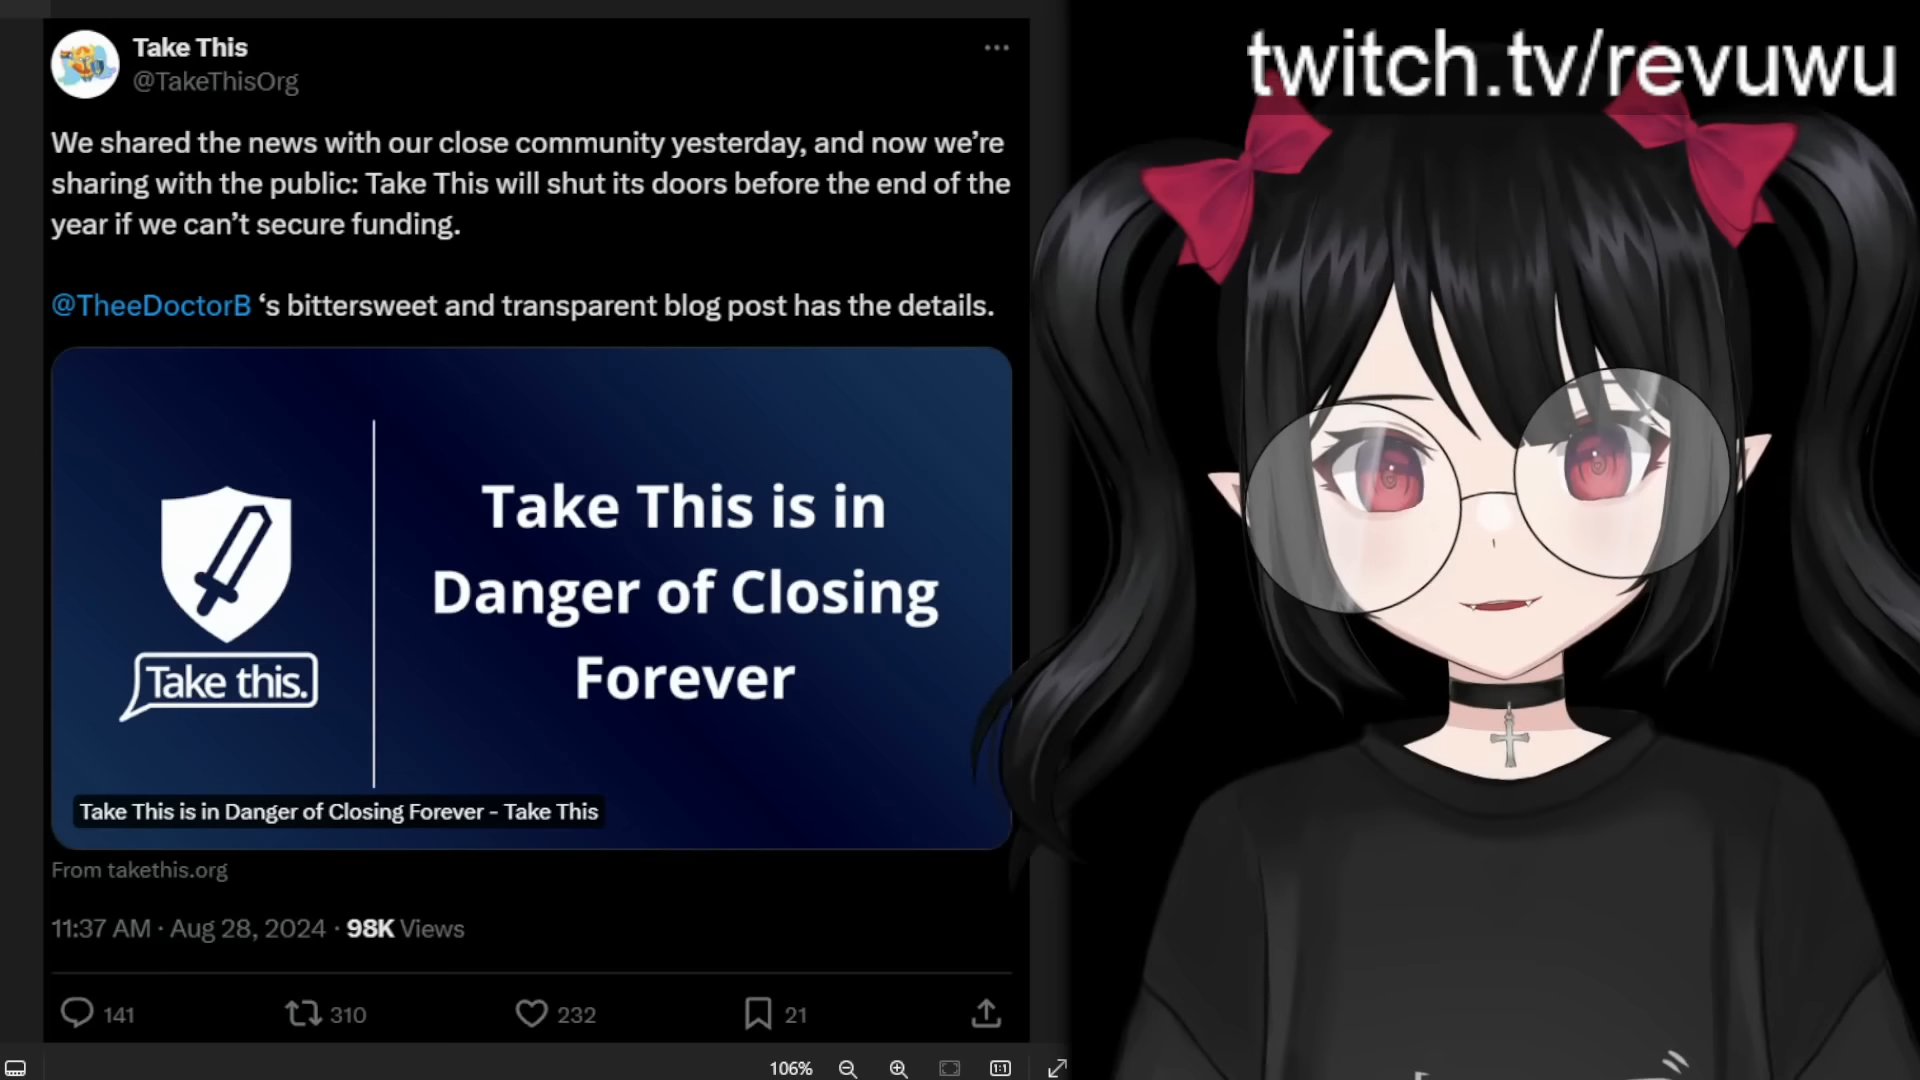 Take This
@TakeThisOrg
We shared the news with our close community yesterday, and now we’re
sharing with the public: Take This will shut its doors before the end of the
year if we can’t secure funding.
@TheeDoctorB ‘s bittersweet and transparent blog post has the details.
Take this.
Take This is in
Danger of Closing
Forever
Take This is in Danger of Closing Forever - Take This
From takethis.org
11:37 AM · Aug 28, 2024 · 98K Views
141 310 232 21
106% 1:1
twitch.tv/revuwu